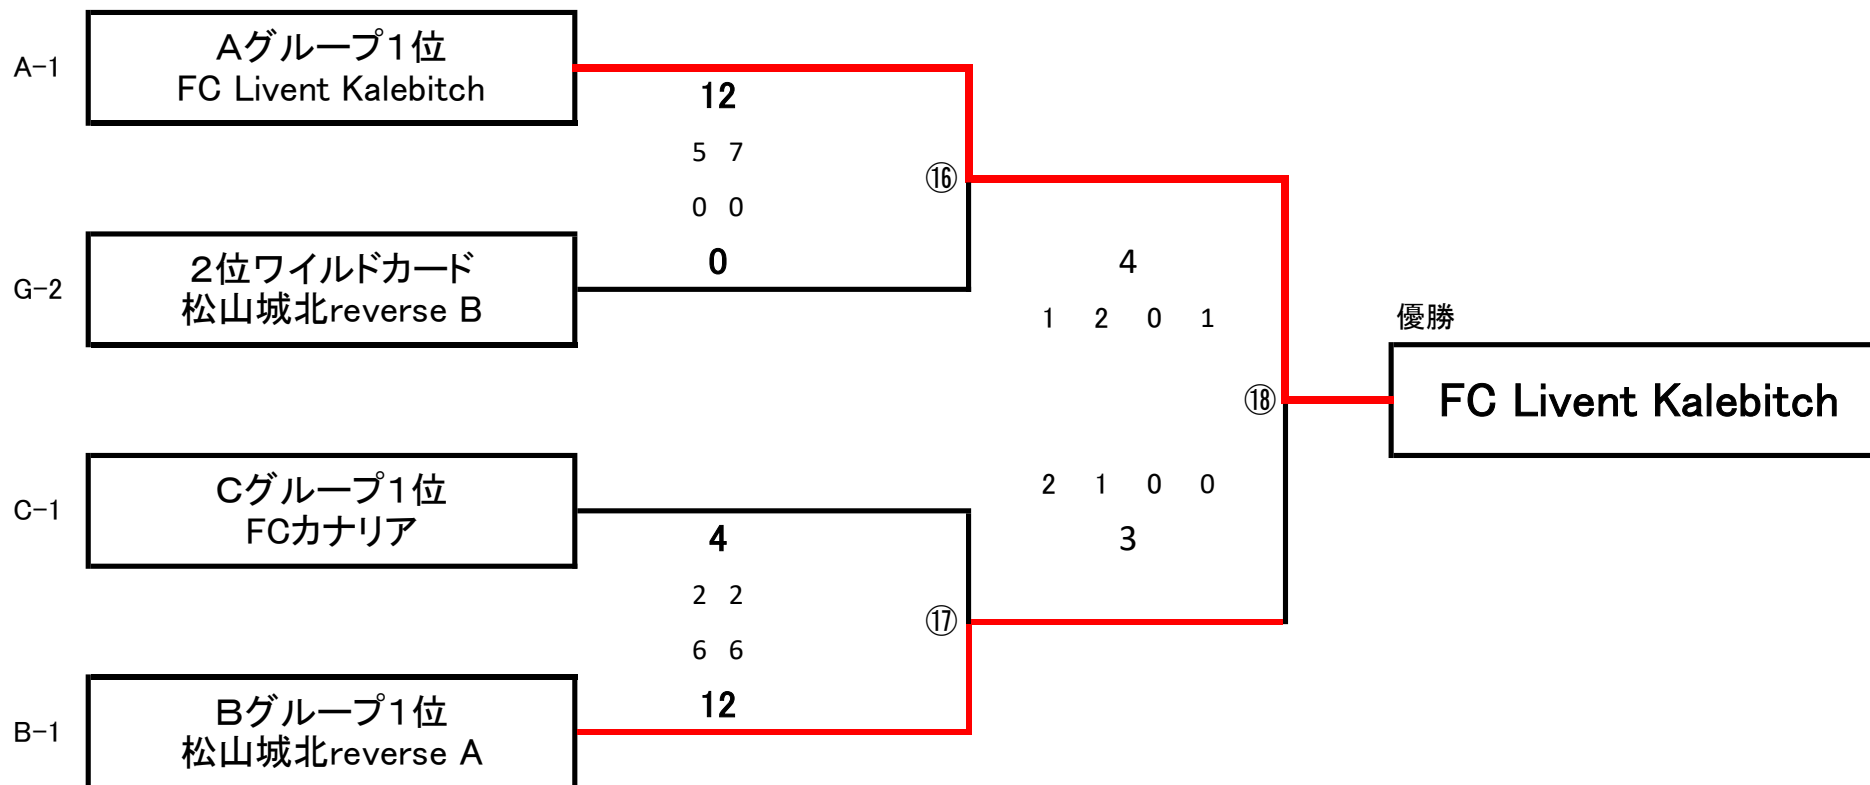 A-1
Aグループ1位
FC Livent Kalebitch
12
5 7
⑯
0 0
0
G-2
2位ワイルドカード
松山城北reverse B
4
1 2 0 1
優勝
⑱
FC Livent Kalebitch
C-1
Cグループ1位
FCカナリア
2 1 0 0
3
4
2 2
⑰
6 6
12
B-1
Bグループ1位
松山城北reverse A